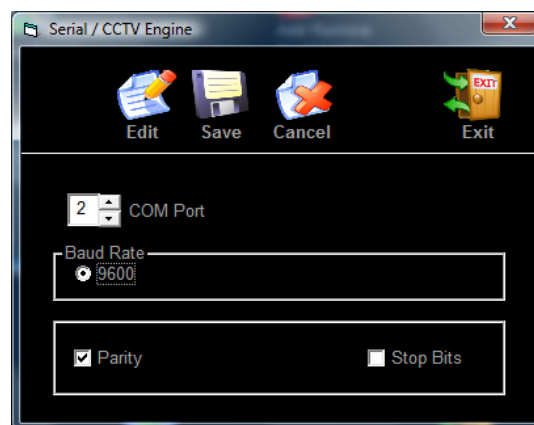 Serial / CCTV Engine
EXIT
Edit Save Cancel Exit
2 COM Port
Baud Rate
9600
Parity Stop Bits